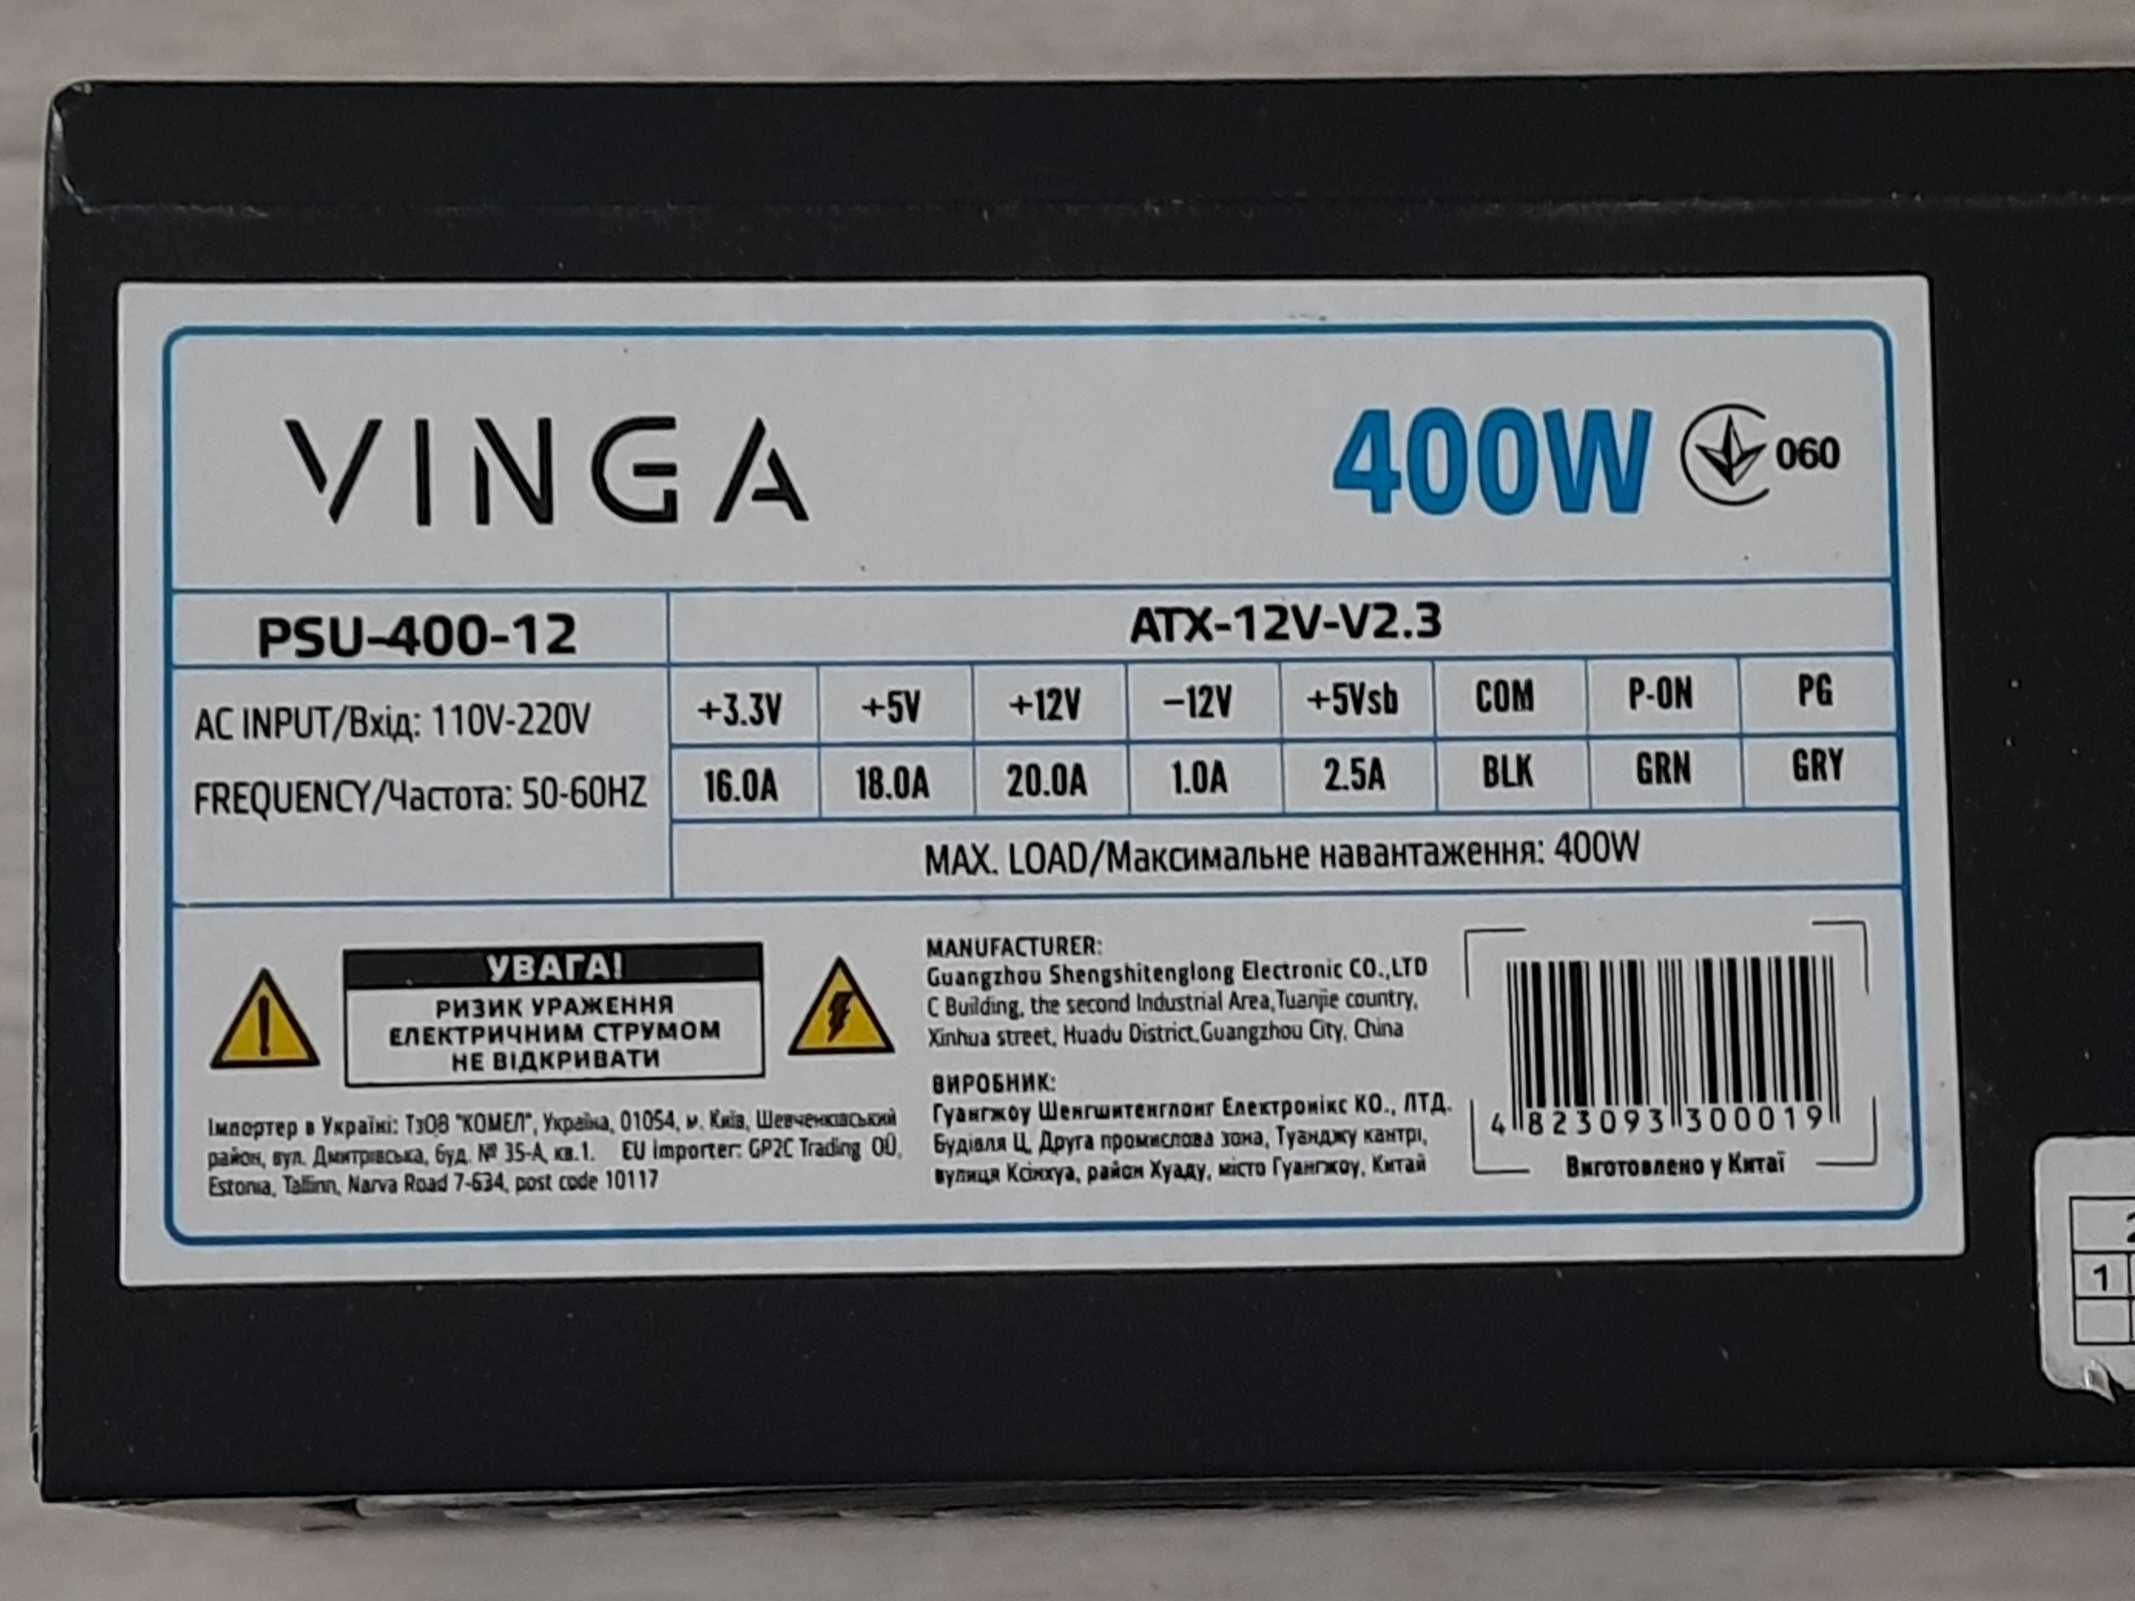 VINGA
400W
060
PSU-400-12
ATX-12V-V2.3
AC INPUT/Вхід: 110V-220V
FREQUENCY/Частота: 50-60HZ
+3.3V +5V +12V -12V +5Vsb COM P-ON PG
16.0A 18.0A 20.0A 1.0A 2.5A BLK GRN GRY
MAX. LOAD/Максимальне навантаження: 400W
УВАГА!
РИЗИК УРАЖЕННЯ
ЕЛЕКТРИЧНИМ СТРУМОМ
НЕ ВІДКРИВАТИ
Імпортер в Україні: ТзОВ "КОМЕЛ", Україна, 01054, м. Київ, Шевченківський
район, вул. Дмитрівська, буд. № 35-А, кв.1. EU importer: GP2C Trading OÜ,
Estonia, Tallinn, Narva Road 7-634, post code 10117
MANUFACTURER:
Guangzhou Shengshitenglong Electronic CO.,LTD
C Building, the second Industrial Area,Tuanjie country,
Xinhua street, Huadu District,Guangzhou City, China
ВИРОБНИК:
Гуангжоу Шенгшитенглонг Електронікс КО., ЛТД.
Будівля Ц, Друга промислова зона, Туанджу кантрі,
вулиця Ксінхуа, район Хуаду, місто Гуангжоу, Китай
4 823093 300019
Виготовлено у Китаї
1